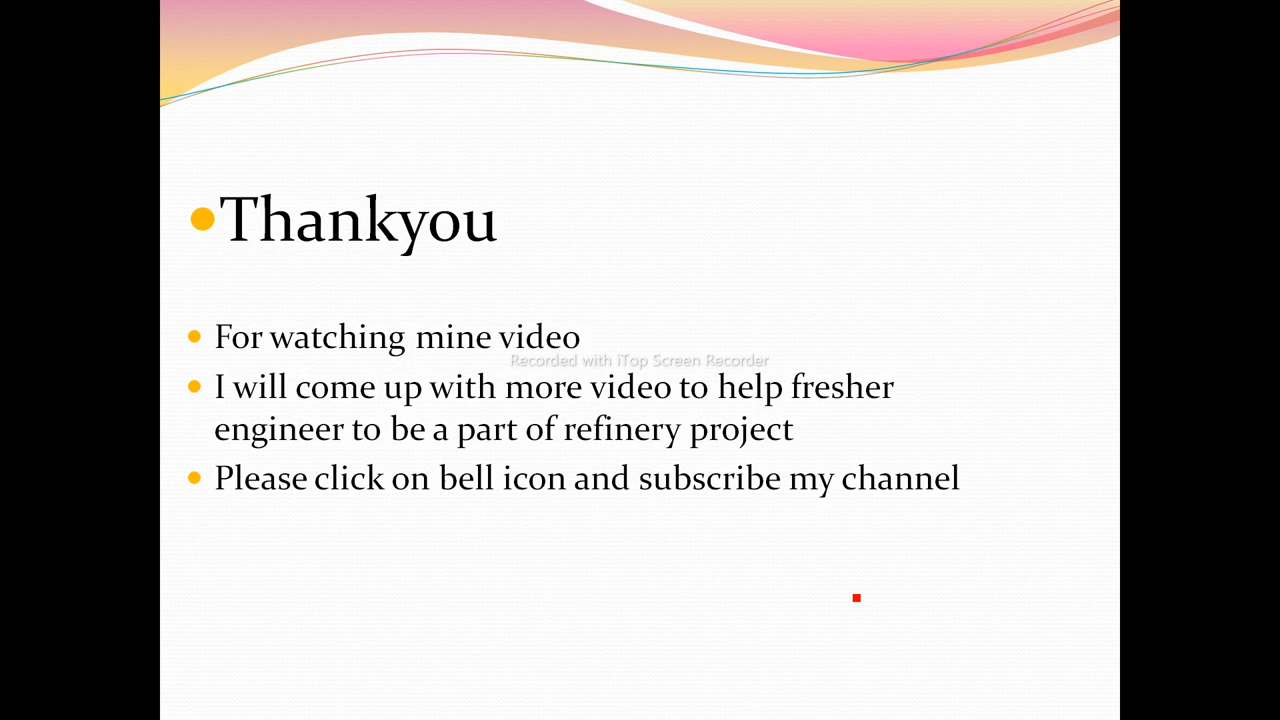 Thankyou
For watching mine video
Recorded with iTop Screen Recorder
I will come up with more video to help fresher
engineer to be a part of refinery project
Please click on bell icon and subscribe my channel